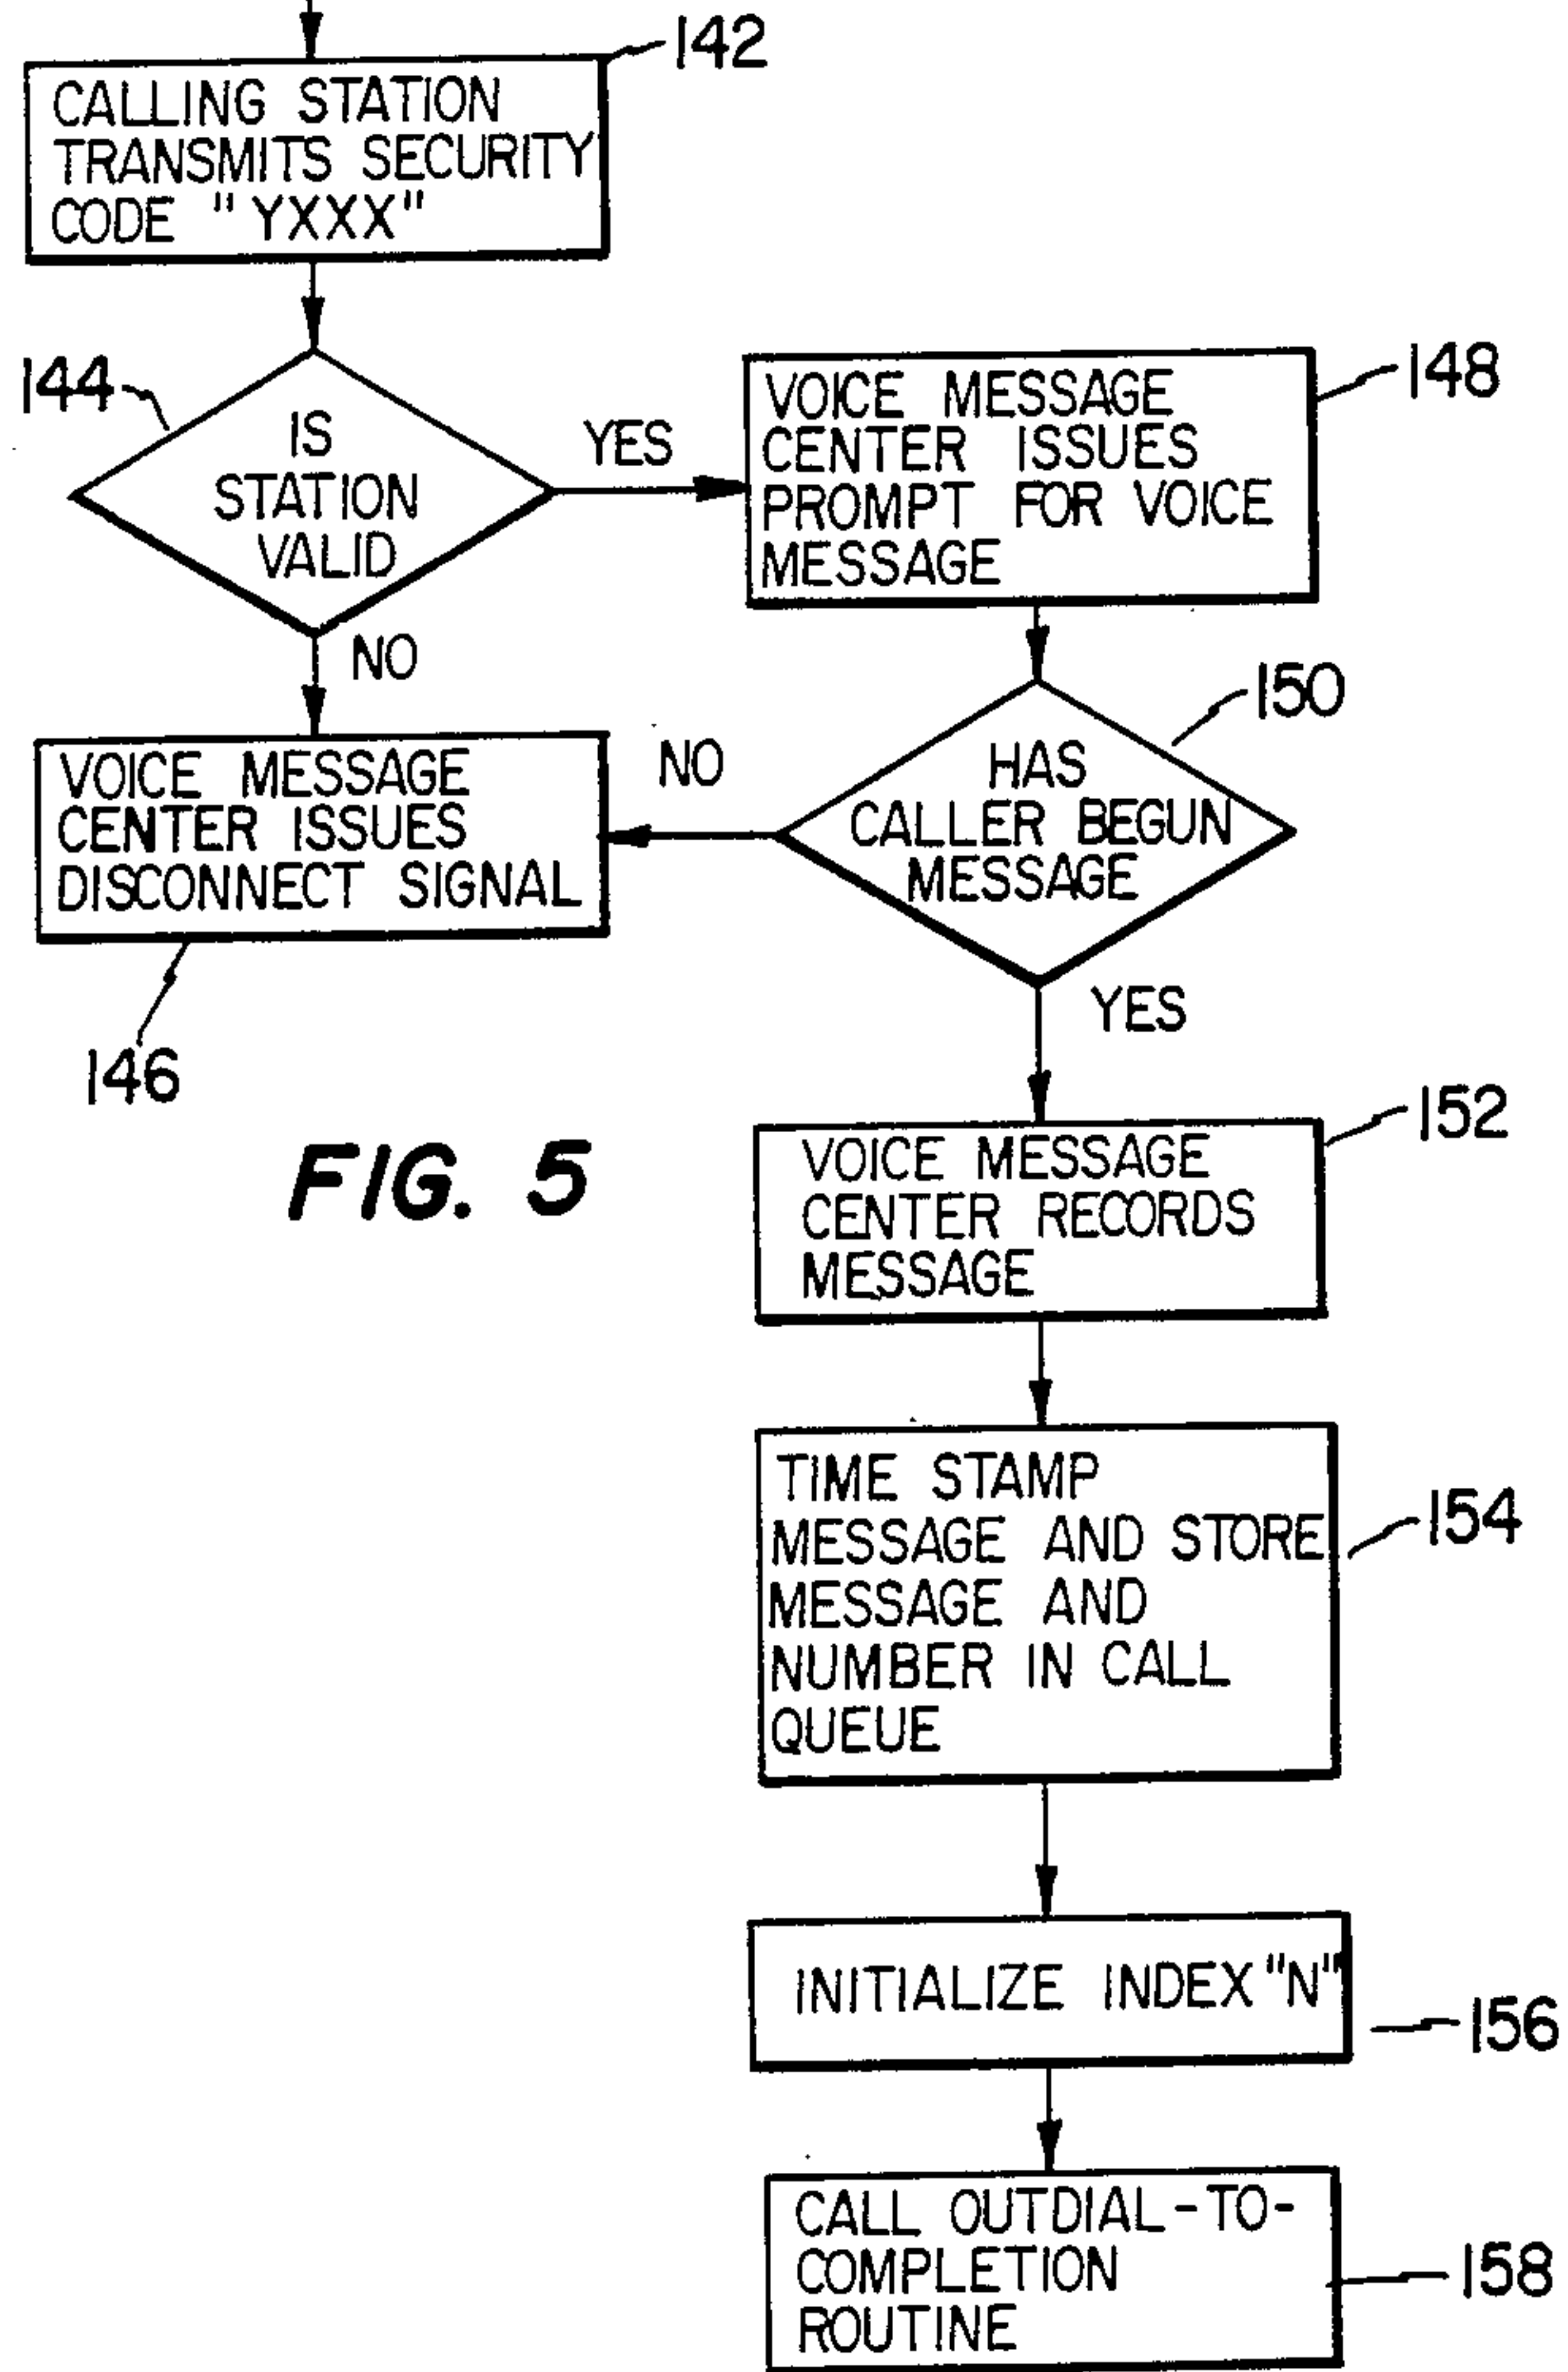 142
CALLING STATION
TRANSMITS SECURITY
CODE "YXXX"
144
IS
STATION
VALID
YES
NO
148
VOICE MESSAGE
CENTER ISSUES
PROMPT FOR VOICE
MESSAGE
150
HAS
CALLER BEGUN
MESSAGE
NO
YES
VOICE MESSAGE
CENTER ISSUES
DISCONNECT SIGNAL
146
FIG. 5
152
VOICE MESSAGE
CENTER RECORDS
MESSAGE
154
TIME STAMP
MESSAGE AND STORE
MESSAGE AND
NUMBER IN CALL
QUEUE
INITIALIZE INDEX "N"
156
CALL OUTDIAL-TO-
COMPLETION
ROUTINE
158